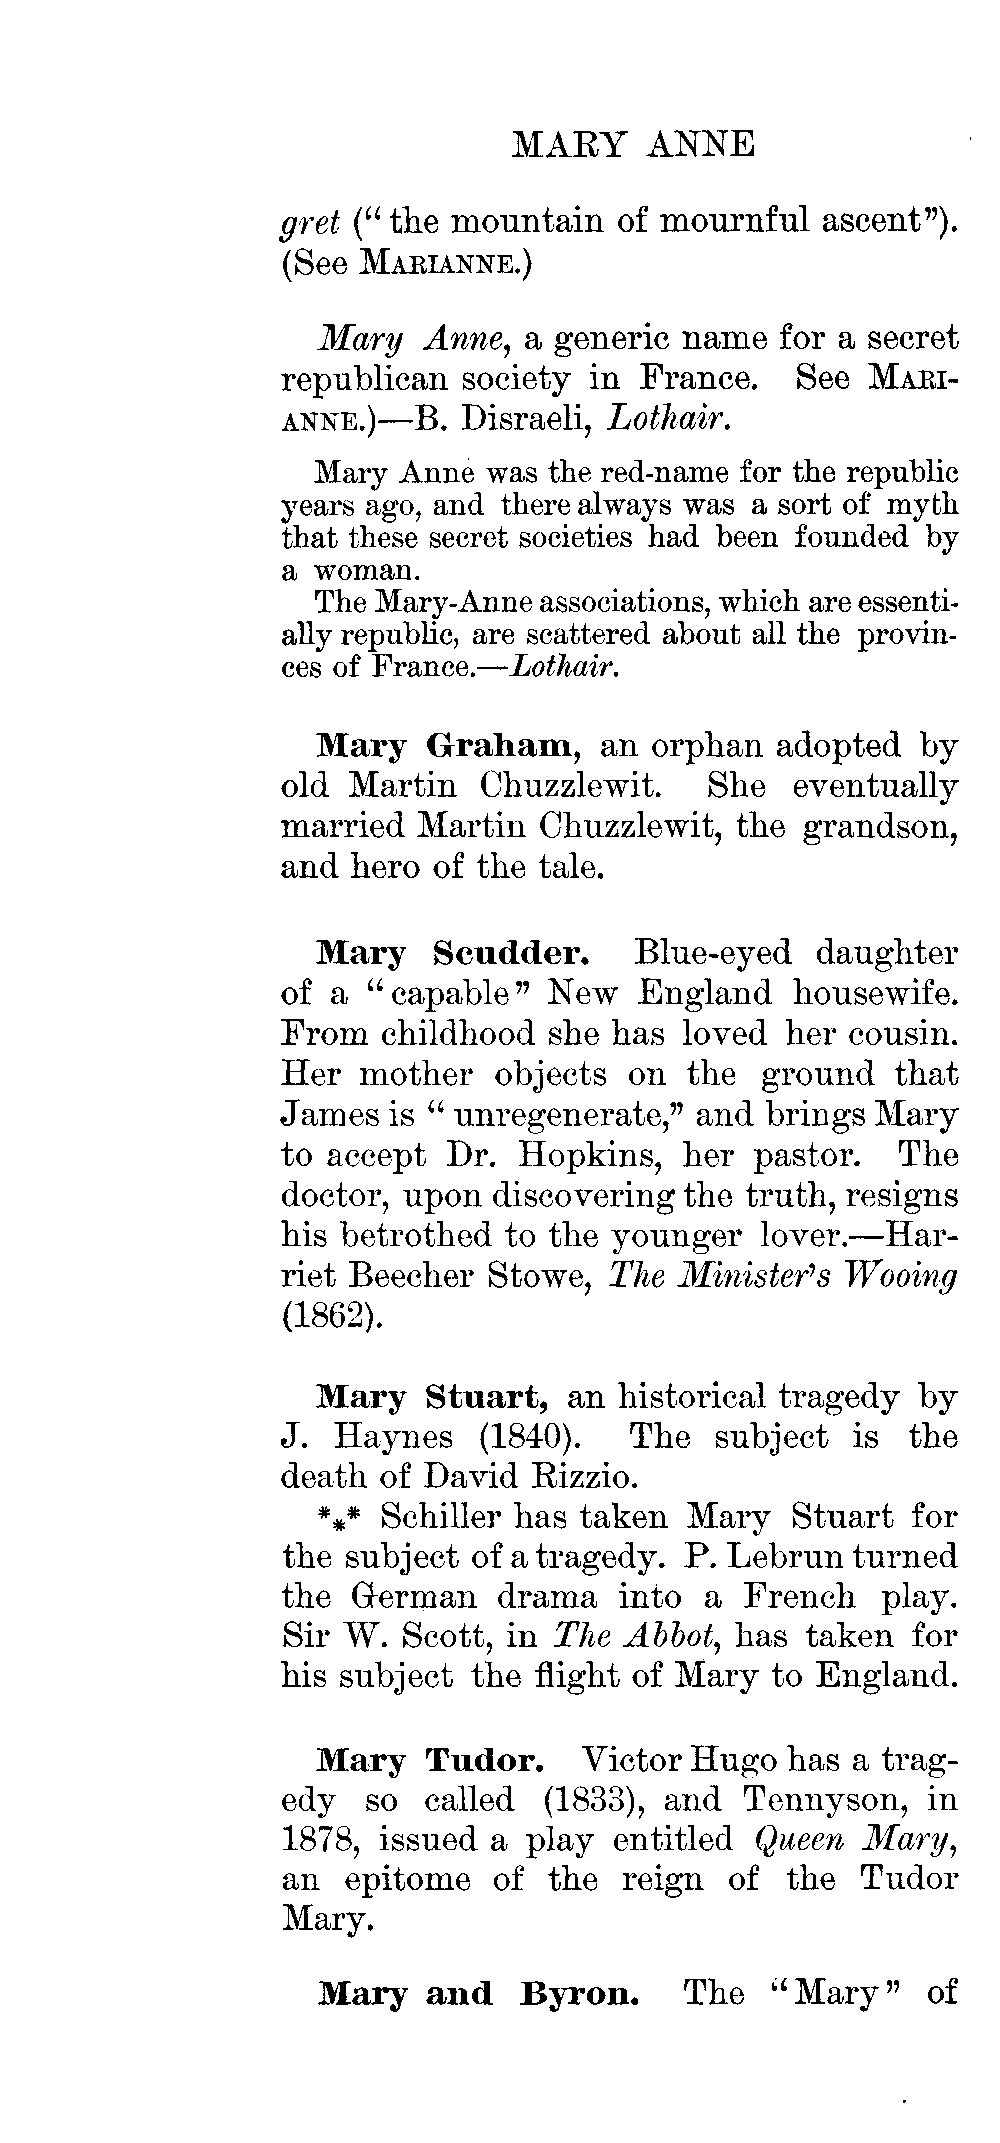 MARY ANNE
gret (“ the mountain of mournful ascent”).
(See MARIANNE.)
Mary Anne, a generic name for a secret
republican society in France. See MARI-
ANNE.)—B. Disraeli, Lothair.
Mary Anne was the red-name for the republic
years ago, and there always was a sort of myth
that these secret societies had been founded by
a woman.
The Mary-Anne associations, which are essenti-
ally republic, are scattered about all the provin-
ces of France.—Lothair.
Mary Graham, an orphan adopted by
old Martin Chuzzlewit. She eventually
married Martin Chuzzlewit, the grandson,
and hero of the tale.
Mary Scudder. Blue-eyed daughter
of a “capable” New England housewife.
From childhood she has loved her cousin.
Her mother objects on the ground that
James is “ unregenerate,” and brings Mary
to accept Dr. Hopkins, her pastor. The
doctor, upon discovering the truth, resigns
his betrothed to the younger lover.—Har-
riet Beecher Stowe, The Minister’s Wooing
(1862).
Mary Stuart, an historical tragedy by
J. Haynes (1840). The subject is the
death of David Rizzio.
*⁎* Schiller has taken Mary Stuart for
the subject of a tragedy. P. Lebrun turned
the German drama into a French play.
Sir W. Scott, in The Abbot, has taken for
his subject the flight of Mary to England.
Mary Tudor. Victor Hugo has a trag-
edy so called (1833), and Tennyson, in
1878, issued a play entitled Queen Mary,
an epitome of the reign of the Tudor
Mary.
Mary and Byron. The “Mary” of